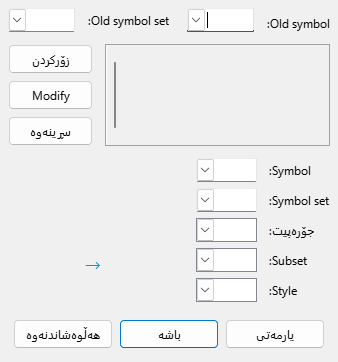 Old symbol:
Old symbol set:
زۆرکردن
Modify
سڕینەوە
Symbol:
Symbol set:
جۆرەپیت:
Subset:
→
Style:
یارمەتی
باشە
هەڵوەشاندنەوە